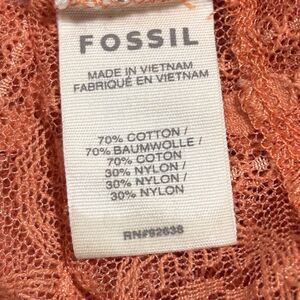 FOSSIL
MADE IN VIETNAM
FABRIQUÉ EN VIETNAM
70% COTTON /
70% BAUMWOLLE /
70% COTON
30% NYLON /
30% NYLON /
30% NYLON
RN#92638